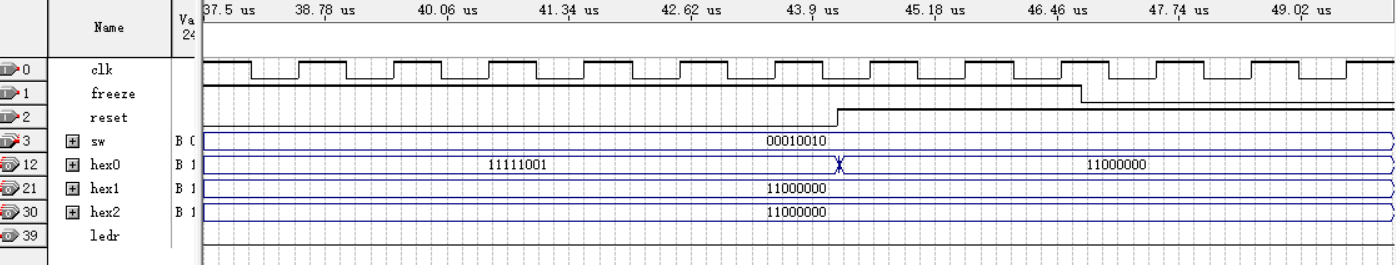 37.5 us 38.78 us 40.06 us 41.34 us 42.62 us 43.9 us 45.18 us 46.46 us 47.74 us 49.02 us
Name Va
24
0 clk
1 freeze
2 reset
3 sw B 00010010
12 hex0 B 1 11111001 11000000
21 hex1 B 1 11000000
30 hex2 B 1 11000000
39 ledr